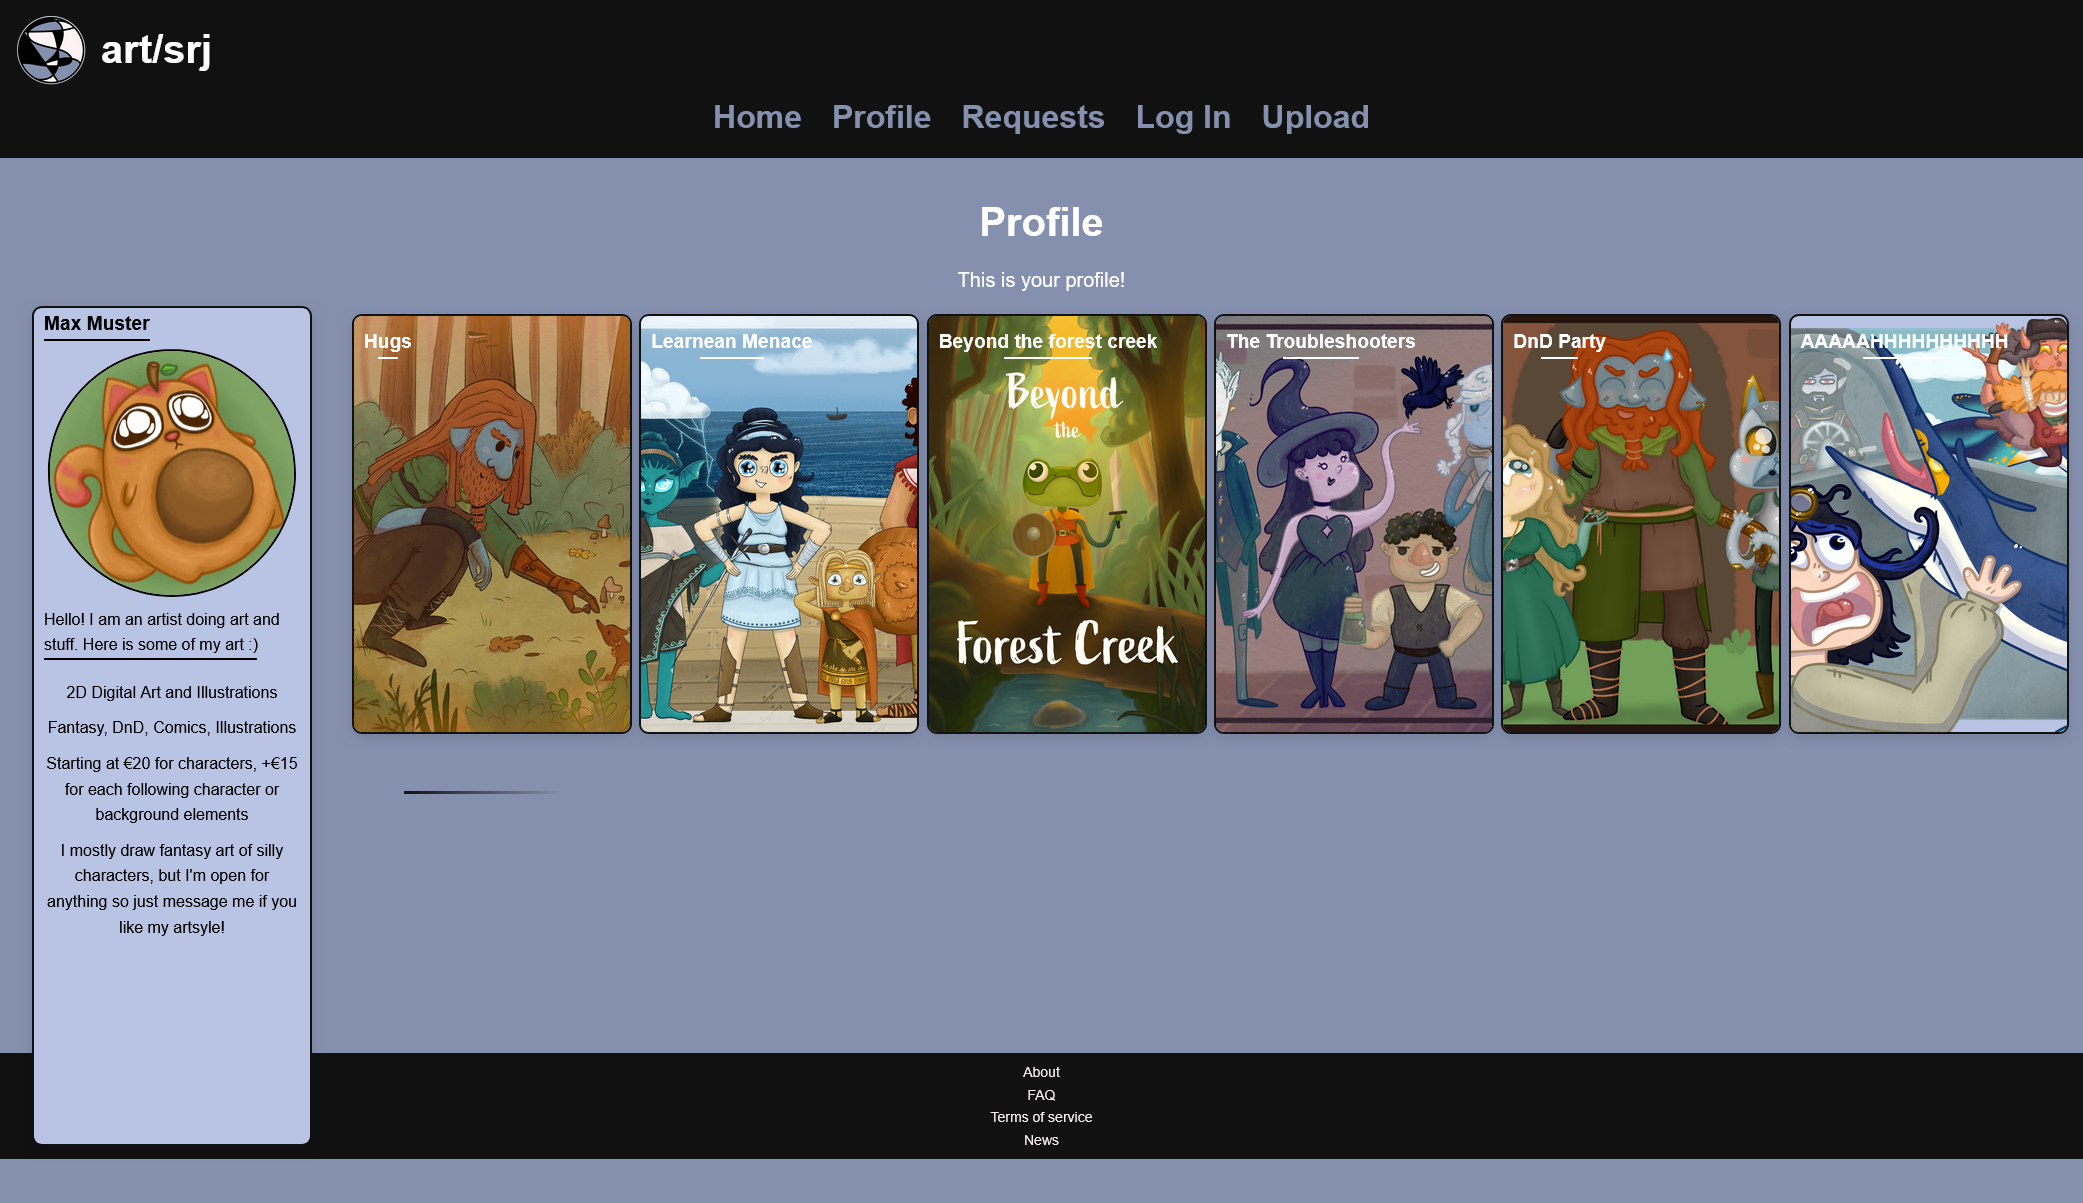 art/srj
Home Profile Requests Log In Upload
Profile
This is your profile!
Max Muster
Hello! I am an artist doing art and
stuff. Here is some of my art :)
2D Digital Art and Illustrations
Fantasy, DnD, Comics, Illustrations
Starting at €20 for characters, +€15
for each following character or
background elements
I mostly draw fantasy art of silly
characters, but I'm open for
anything so just message me if you
like my artsyle!
Hugs
Learnean Menace
Beyond the forest creek
Beyond
the
Forest Creek
The Troubleshooters
DnD Party
AAAAAHHHHHHHHHH
About
FAQ
Terms of service
News